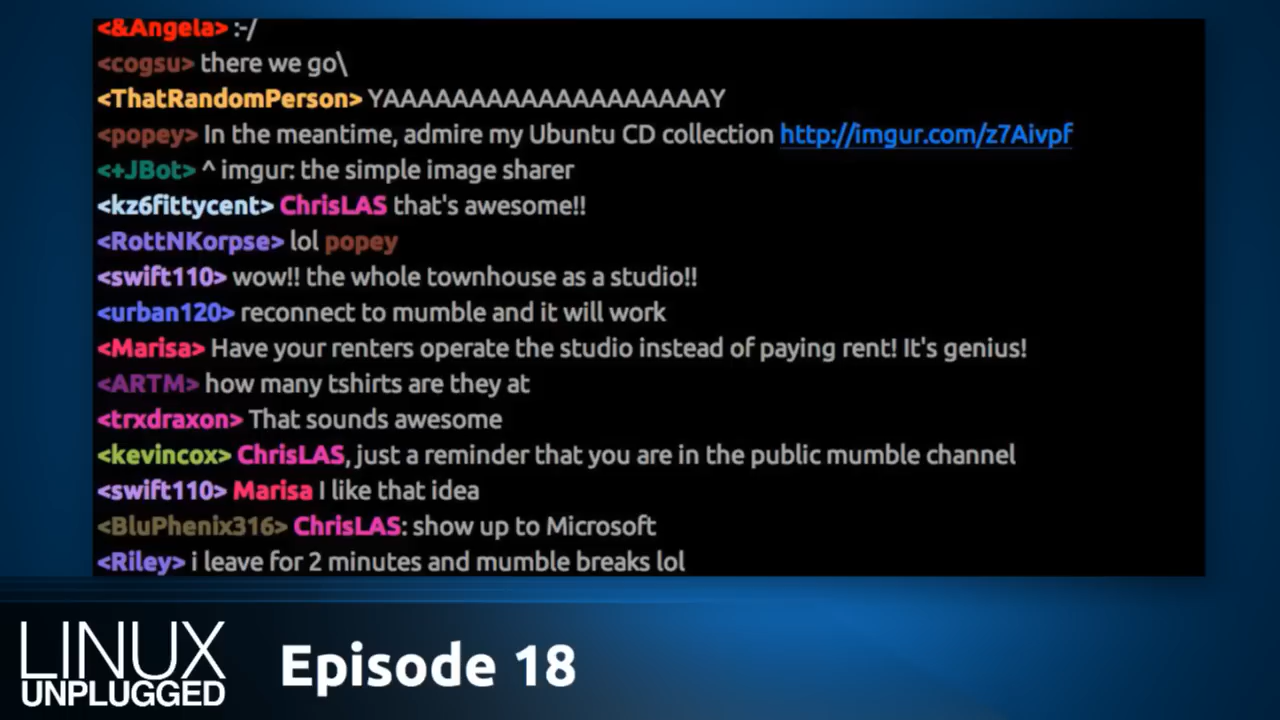 <&Angela> :-/
<cogsu> there we go\
<ThatRandomPerson> YAAAAAAAAAAAAAAAAAAAY
<popey> In the meantime, admire my Ubuntu CD collection http://imgur.com/z7Aivpf
<+JBot> ^ imgur: the simple image sharer
<kz6fittycent> ChrisLAS that's awesome!!
<RottNKorpse> lol popey
<swift110> wow!! the whole townhouse as a studio!!
<urban120> reconnect to mumble and it will work
<Marisa> Have your renters operate the studio instead of paying rent! It's genius!
<ARTM> how many tshirts are they at
<trxdraxon> That sounds awesome
<kevincox> ChrisLAS, just a reminder that you are in the public mumble channel
<swift110> Marisa I like that idea
<BluPhenix316> ChrisLAS: show up to Microsoft
<Riley> i leave for 2 minutes and mumble breaks lol
LINUX
UNPLUGGED
Episode 18